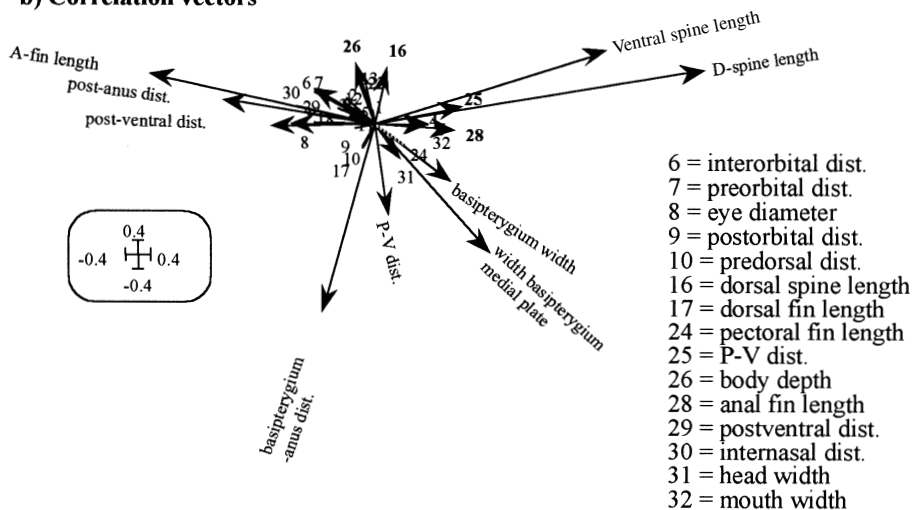 b) Correlation vectors
26
16
Ventral spine length
D-spine length
A-fin length
post-anus dist.
post-ventral dist.
30
6
7
29
25
28
32
8
9
10
17
24
31
basipterygium width
width basipterygium
medial plate
P-V dist.
basipterygium
-anus dist.
0.4
-0.4
0.4
-0.4
6 = interorbital dist.
7 = preorbital dist.
8 = eye diameter
9 = postorbital dist.
10 = predorsal dist.
16 = dorsal spine length
17 = dorsal fin length
24 = pectoral fin length
25 = P-V dist.
26 = body depth
28 = anal fin length
29 = postventral dist.
30 = internasal dist.
31 = head width
32 = mouth width